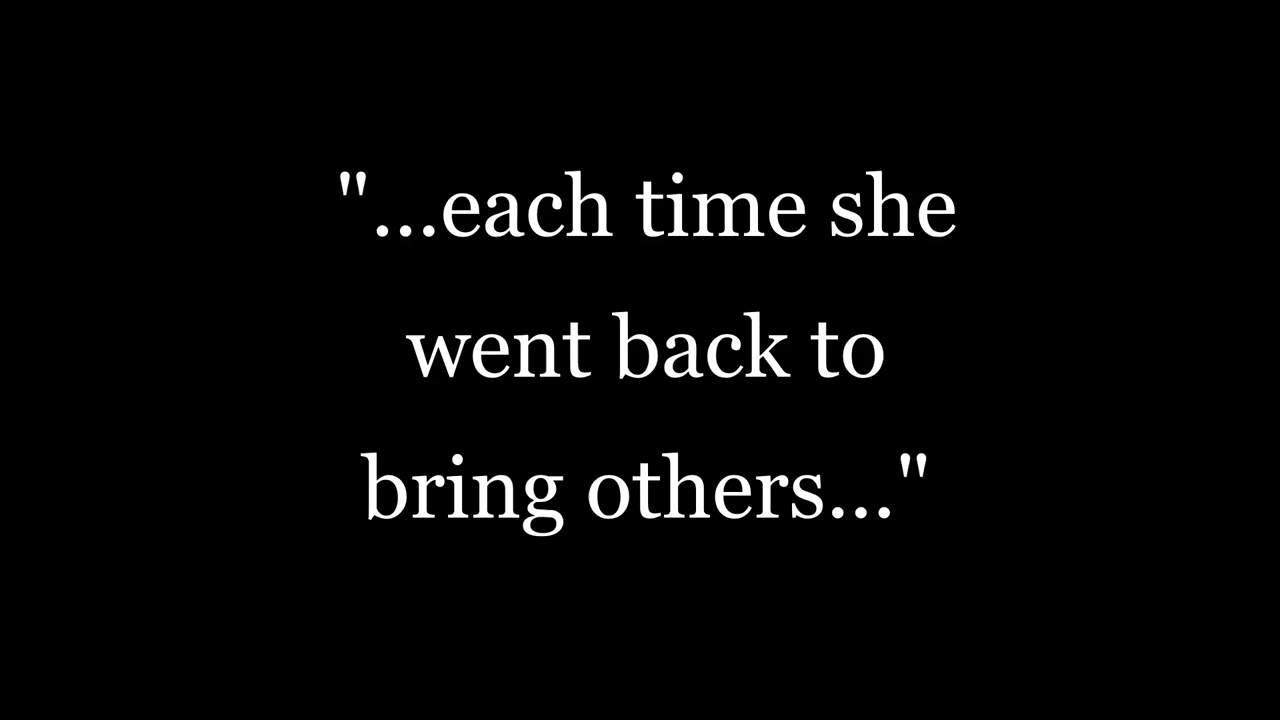 "...each time she
went back to
bring others..."